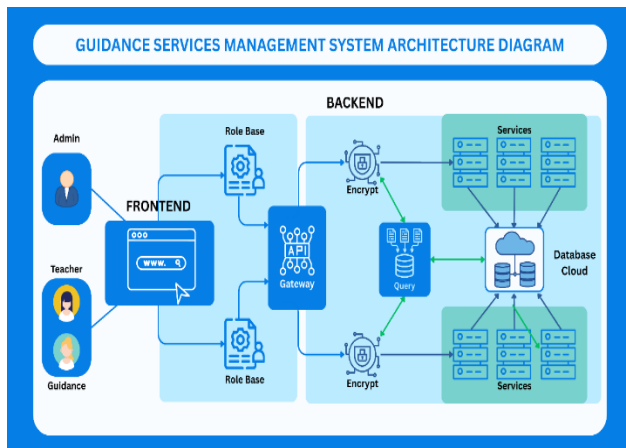 GUIDANCE SERVICES MANAGEMENT SYSTEM ARCHITECTURE DIAGRAM
BACKEND
Admin
Role Base
Services
Encrypt
FRONTEND
www.
API
Gateway
Query
Database
Cloud
Teacher
Guidance
Role Base
Encrypt
Services